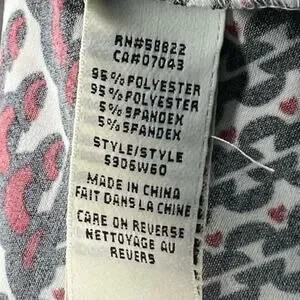 RN#58822
CA#07043
95%POLYESTER
95%POLYESTER
5%SPANDEX
5%SPANDEX
STYLE/STYLE
59D6W60
MADE IN CHINA
FAIT DANS LA CHINE
CARE ON REVERSE
NETTOYAGE AU
REVERS